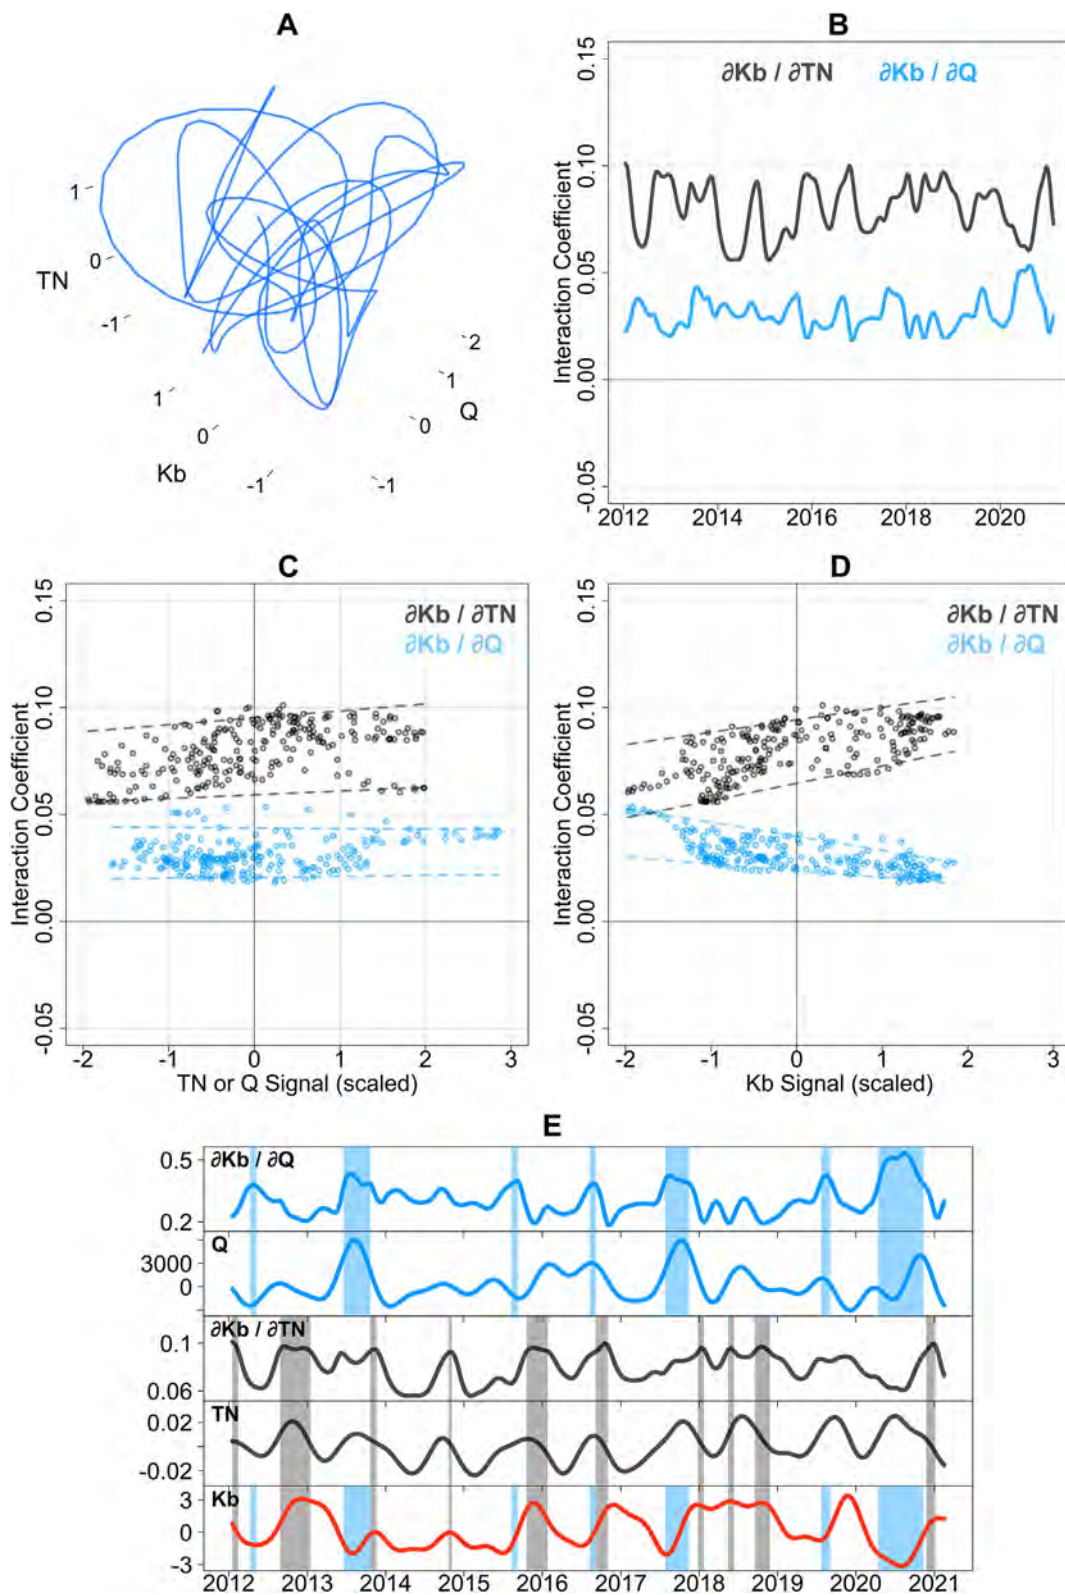 A
1
0
TN
-1
1
0
Kb
-1
2
1
Q
0
-1
B
∂Kb / ∂TN ∂Kb / ∂Q
Interaction Coefficient
0.15
0.10
0.05
0.00
-0.05
2012 2014 2016 2018 2020
C
∂Kb / ∂TN
∂Kb / ∂Q
Interaction Coefficient
0.15
0.10
0.05
0.00
-0.05
-2 -1 0 1 2 3
TN or Q Signal (scaled)
D
∂Kb / ∂TN
∂Kb / ∂Q
Interaction Coefficient
0.15
0.10
0.05
0.00
-0.05
-2 -1 0 1 2 3
Kb Signal (scaled)
E
∂Kb / ∂Q
0.5
0.2
Q
3000
0
∂Kb / ∂TN
0.1
0.06
TN
0.02
-0.02
Kb
3
0
-3
2012 2013 2014 2015 2016 2017 2018 2019 2020 2021